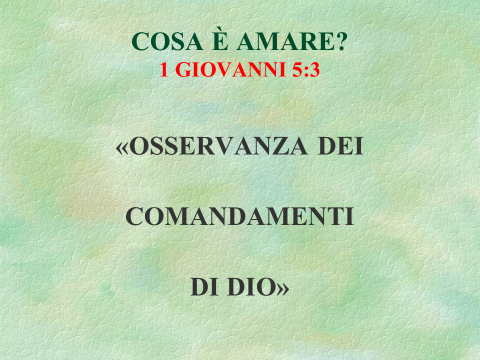 COSA È AMARE?
1 GIOVANNI 5:3
«OSSERVANZA DEI
COMANDAMENTI
DI DIO»